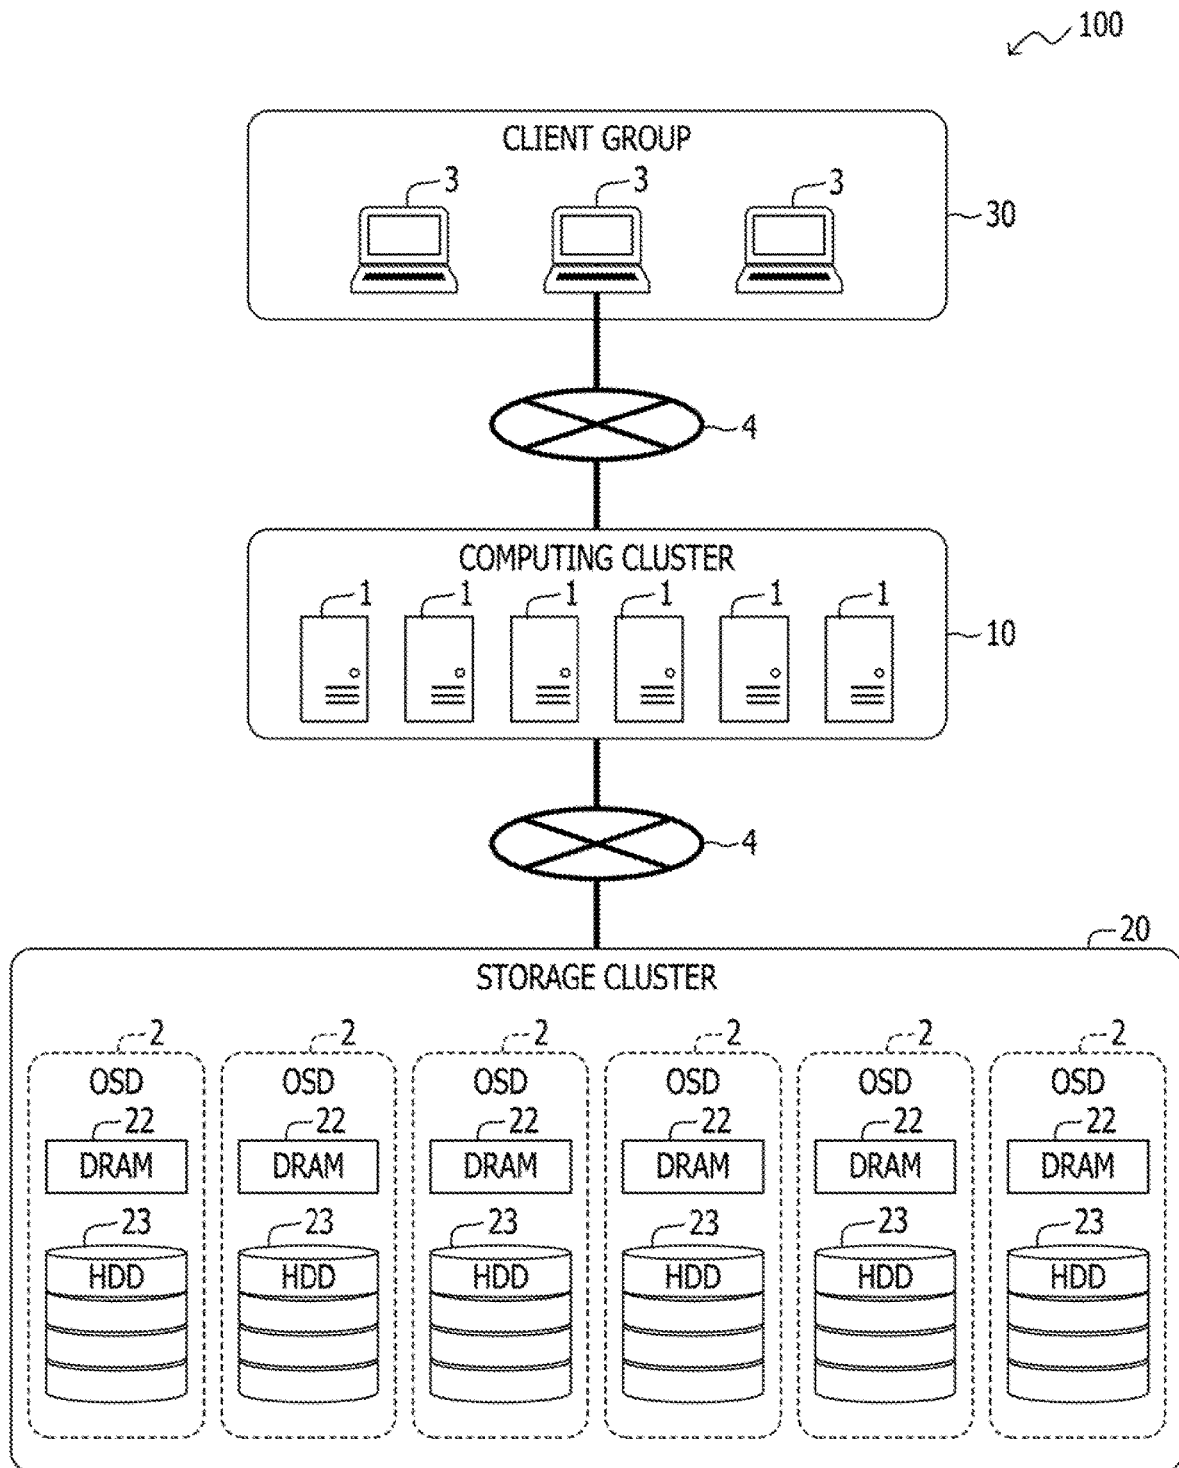 100
CLIENT GROUP
3 3 3
30
4
COMPUTING CLUSTER
1 1 1 1 1 1
10
4
20
STORAGE CLUSTER
2 2 2 2 2 2
OSD OSD OSD OSD OSD OSD
22 22 22 22 22 22
DRAM DRAM DRAM DRAM DRAM DRAM
23 23 23 23 23 23
HDD HDD HDD HDD HDD HDD